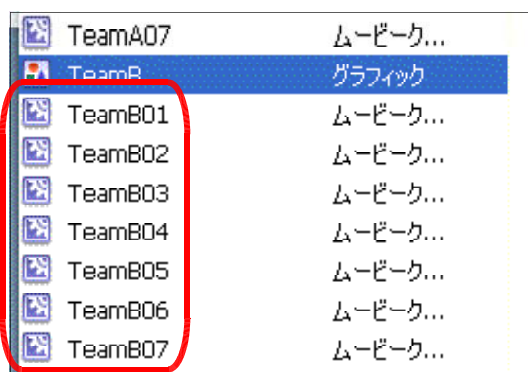 TeamA07 ムービーク...
TeamB グラフィック
TeamB01 ムービーク...
TeamB02 ムービーク...
TeamB03 ムービーク...
TeamB04 ムービーク...
TeamB05 ムービーク...
TeamB06 ムービーク...
TeamB07 ムービーク...